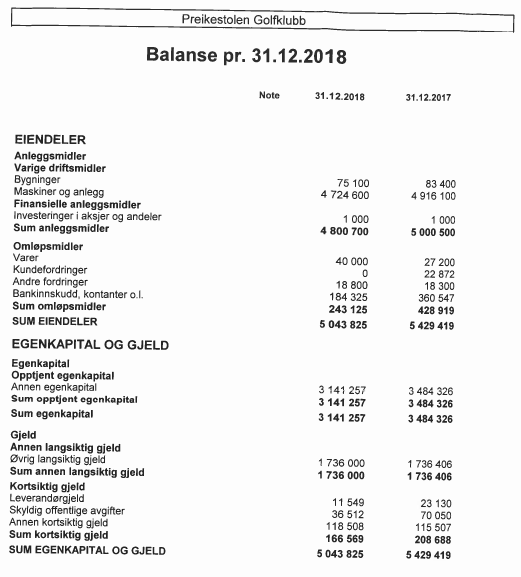 Preikestolen Golfklubb
Balanse pr. 31.12.2018
Note 31.12.2018 31.12.2017
EIENDELER
Anleggsmidler
Varige driftsmidler
Bygninger 75 100 83 400
Maskiner og anlegg 4 724 600 4 916 100
Finansielle anleggsmidler
Investeringer i aksjer og andeler 1 000 1 000
Sum anleggsmidler 4 800 700 5 000 500
Omløpsmidler
Varer 40 000 27 200
Kundefordringer 0 22 872
Andre fordringer 18 800 18 300
Bankinnskudd, kontanter o.l. 184 325 360 547
Sum omløpsmidler 243 125 428 919
SUM EIENDELER 5 043 825 5 429 419
EGENKAPITAL OG GJELD
Egenkapital
Opptjent egenkapital
Annen egenkapital 3 141 257 3 484 326
Sum opptjent egenkapital 3 141 257 3 484 326
Sum egenkapital 3 141 257 3 484 326
Gjeld
Annen langsiktig gjeld
Øvrig langsiktig gjeld 1 736 000 1 736 406
Sum annen langsiktig gjeld 1 736 000 1 736 406
Kortsiktig gjeld
Leverandørgjeld 11 549 23 130
Skyldig offentlige avgifter 36 512 70 050
Annen kortsiktig gjeld 118 508 115 507
Sum kortsiktig gjeld 166 569 208 688
SUM EGENKAPITAL OG GJELD 5 043 825 5 429 419